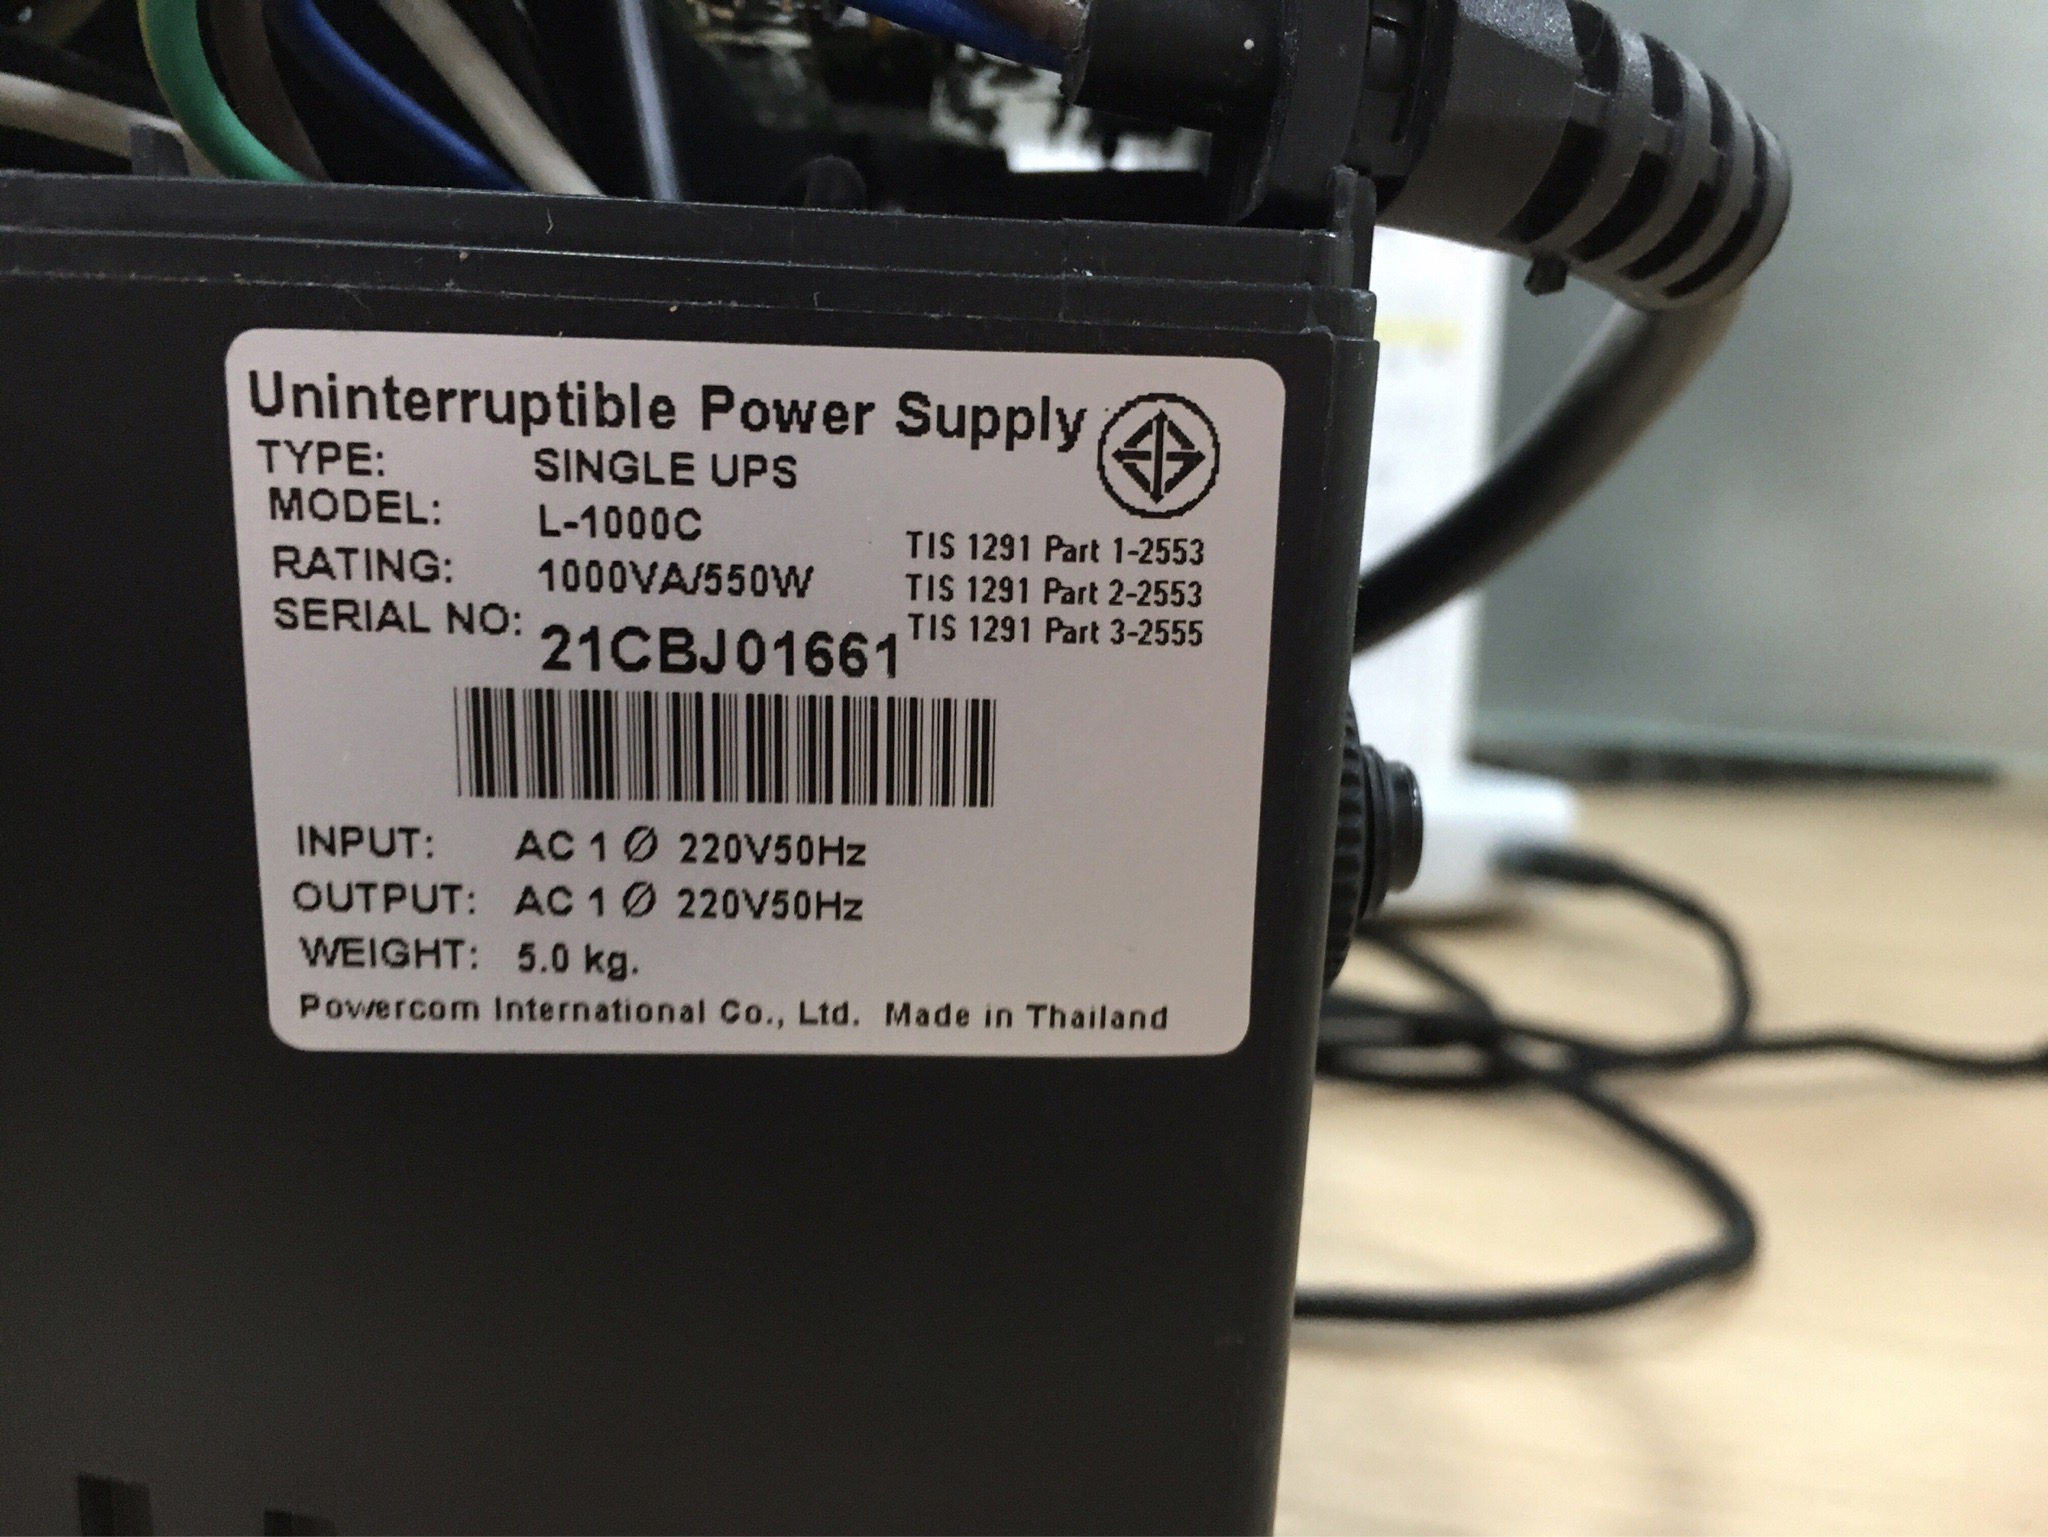 Uninterruptible Power Supply
TYPE: SINGLE UPS
MODEL: L-1000C
RATING: 1000VA/550W
SERIAL NO: 21CBJ01661
TIS 1291 Part 1-2553
TIS 1291 Part 2-2553
TIS 1291 Part 3-2555
INPUT: AC 1 Ø 220V50Hz
OUTPUT: AC 1 Ø 220V50Hz
WEIGHT: 5.0 kg.
Powercom International Co., Ltd. Made in Thailand